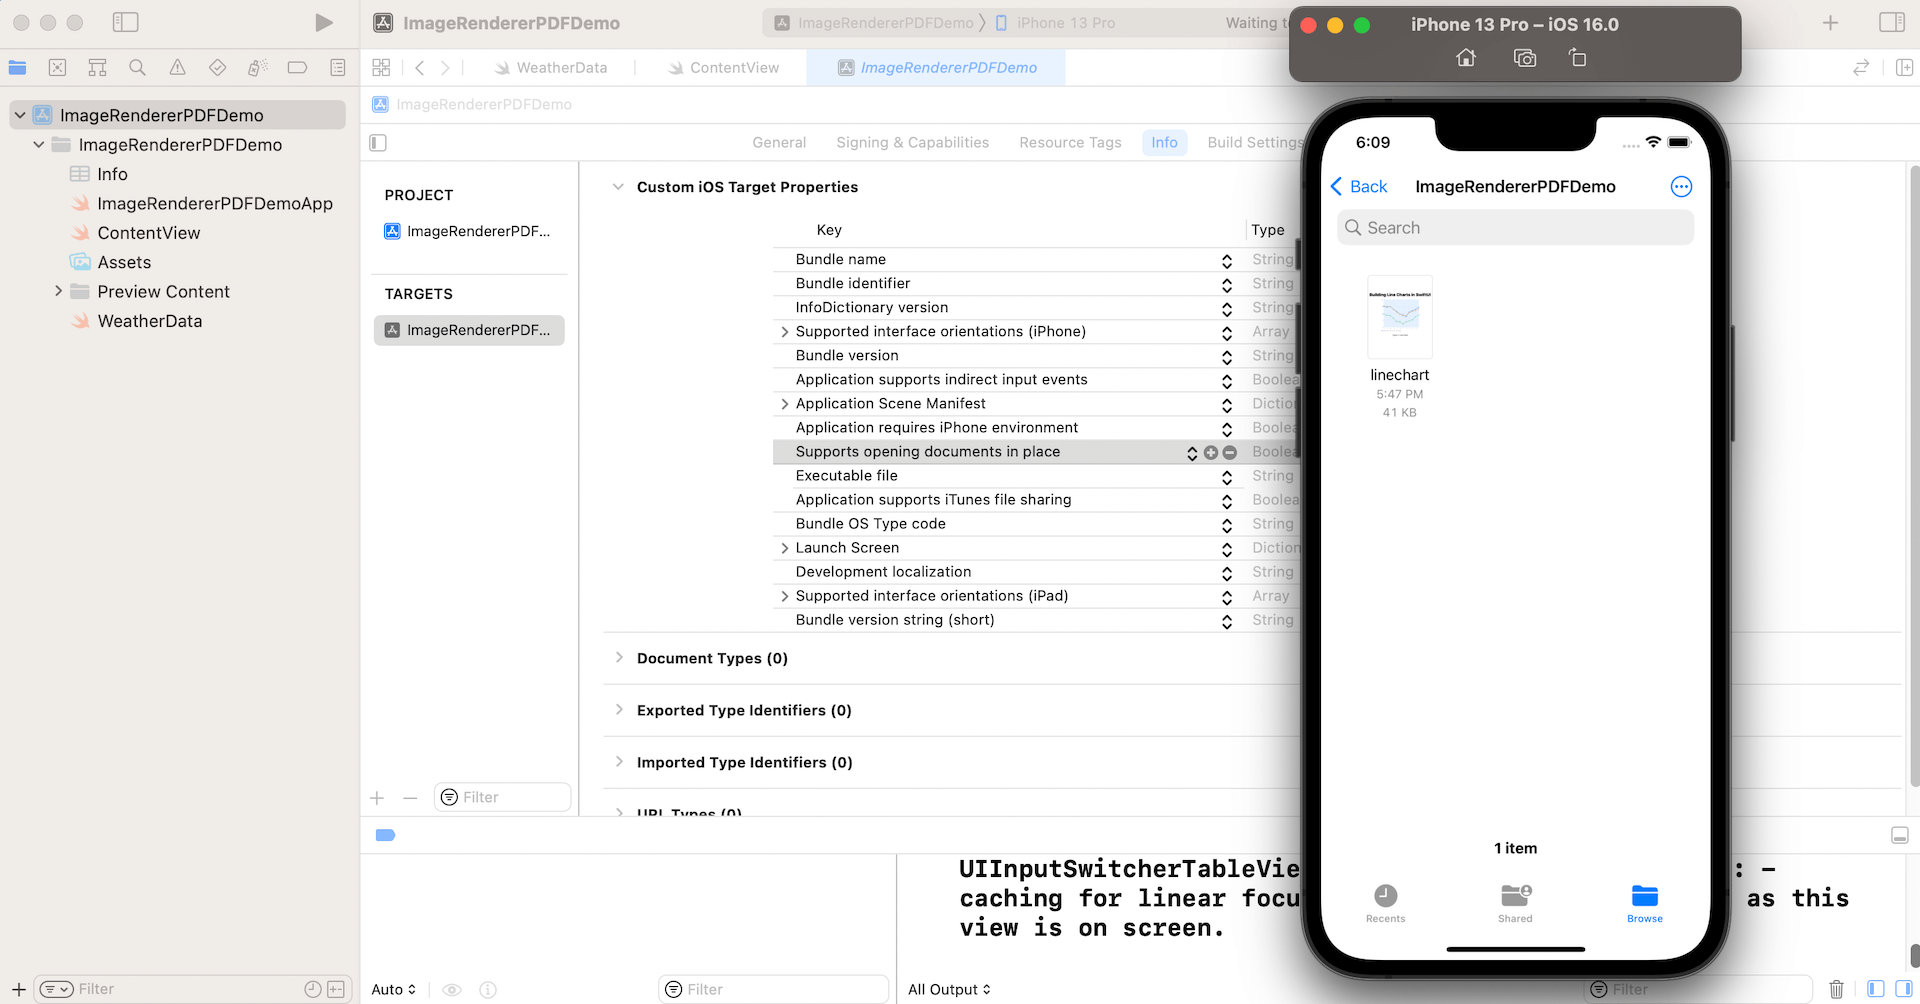 ImageRendererPDFDemo
ImageRendererPDFDemo
iPhone 13 Pro
Waiting
iPhone 13 Pro – iOS 16.0
WeatherData
ContentView
ImageRendererPDFDemo
ImageRendererPDFDemo
ImageRendererPDFDemo
ImageRendererPDFDemo
Info
ImageRendererPDFDemoApp
ContentView
Assets
Preview Content
WeatherData
Filter
General
Signing & Capabilities
Resource Tags
Info
Build Settings
PROJECT
ImageRendererPDF...
TARGETS
ImageRendererPDF...
Filter
Custom iOS Target Properties
Key
Type
Bundle name
String
Bundle identifier
String
InfoDictionary version
String
Supported interface orientations (iPhone)
Array
Bundle version
String
Application supports indirect input events
Boolea
Application Scene Manifest
Diction
Application requires iPhone environment
Boolea
Supports opening documents in place
Boolea
Executable file
String
Application supports iTunes file sharing
Boolea
Bundle OS Type code
String
Launch Screen
Diction
Development localization
String
Supported interface orientations (iPad)
Array
Bundle version string (short)
String
Document Types (0)
Exported Type Identifiers (0)
Imported Type Identifiers (0)
URL Types (0)
UIInputSwitcherTableVie : –
caching for linear focu as this
view is on screen.
Auto
Filter
All Output
Filter
6:09
Back
ImageRendererPDFDemo
Search
Building Line Charts in SwiftUI
linechart
5:47 PM
41 KB
1 item
Recents
Shared
Browse